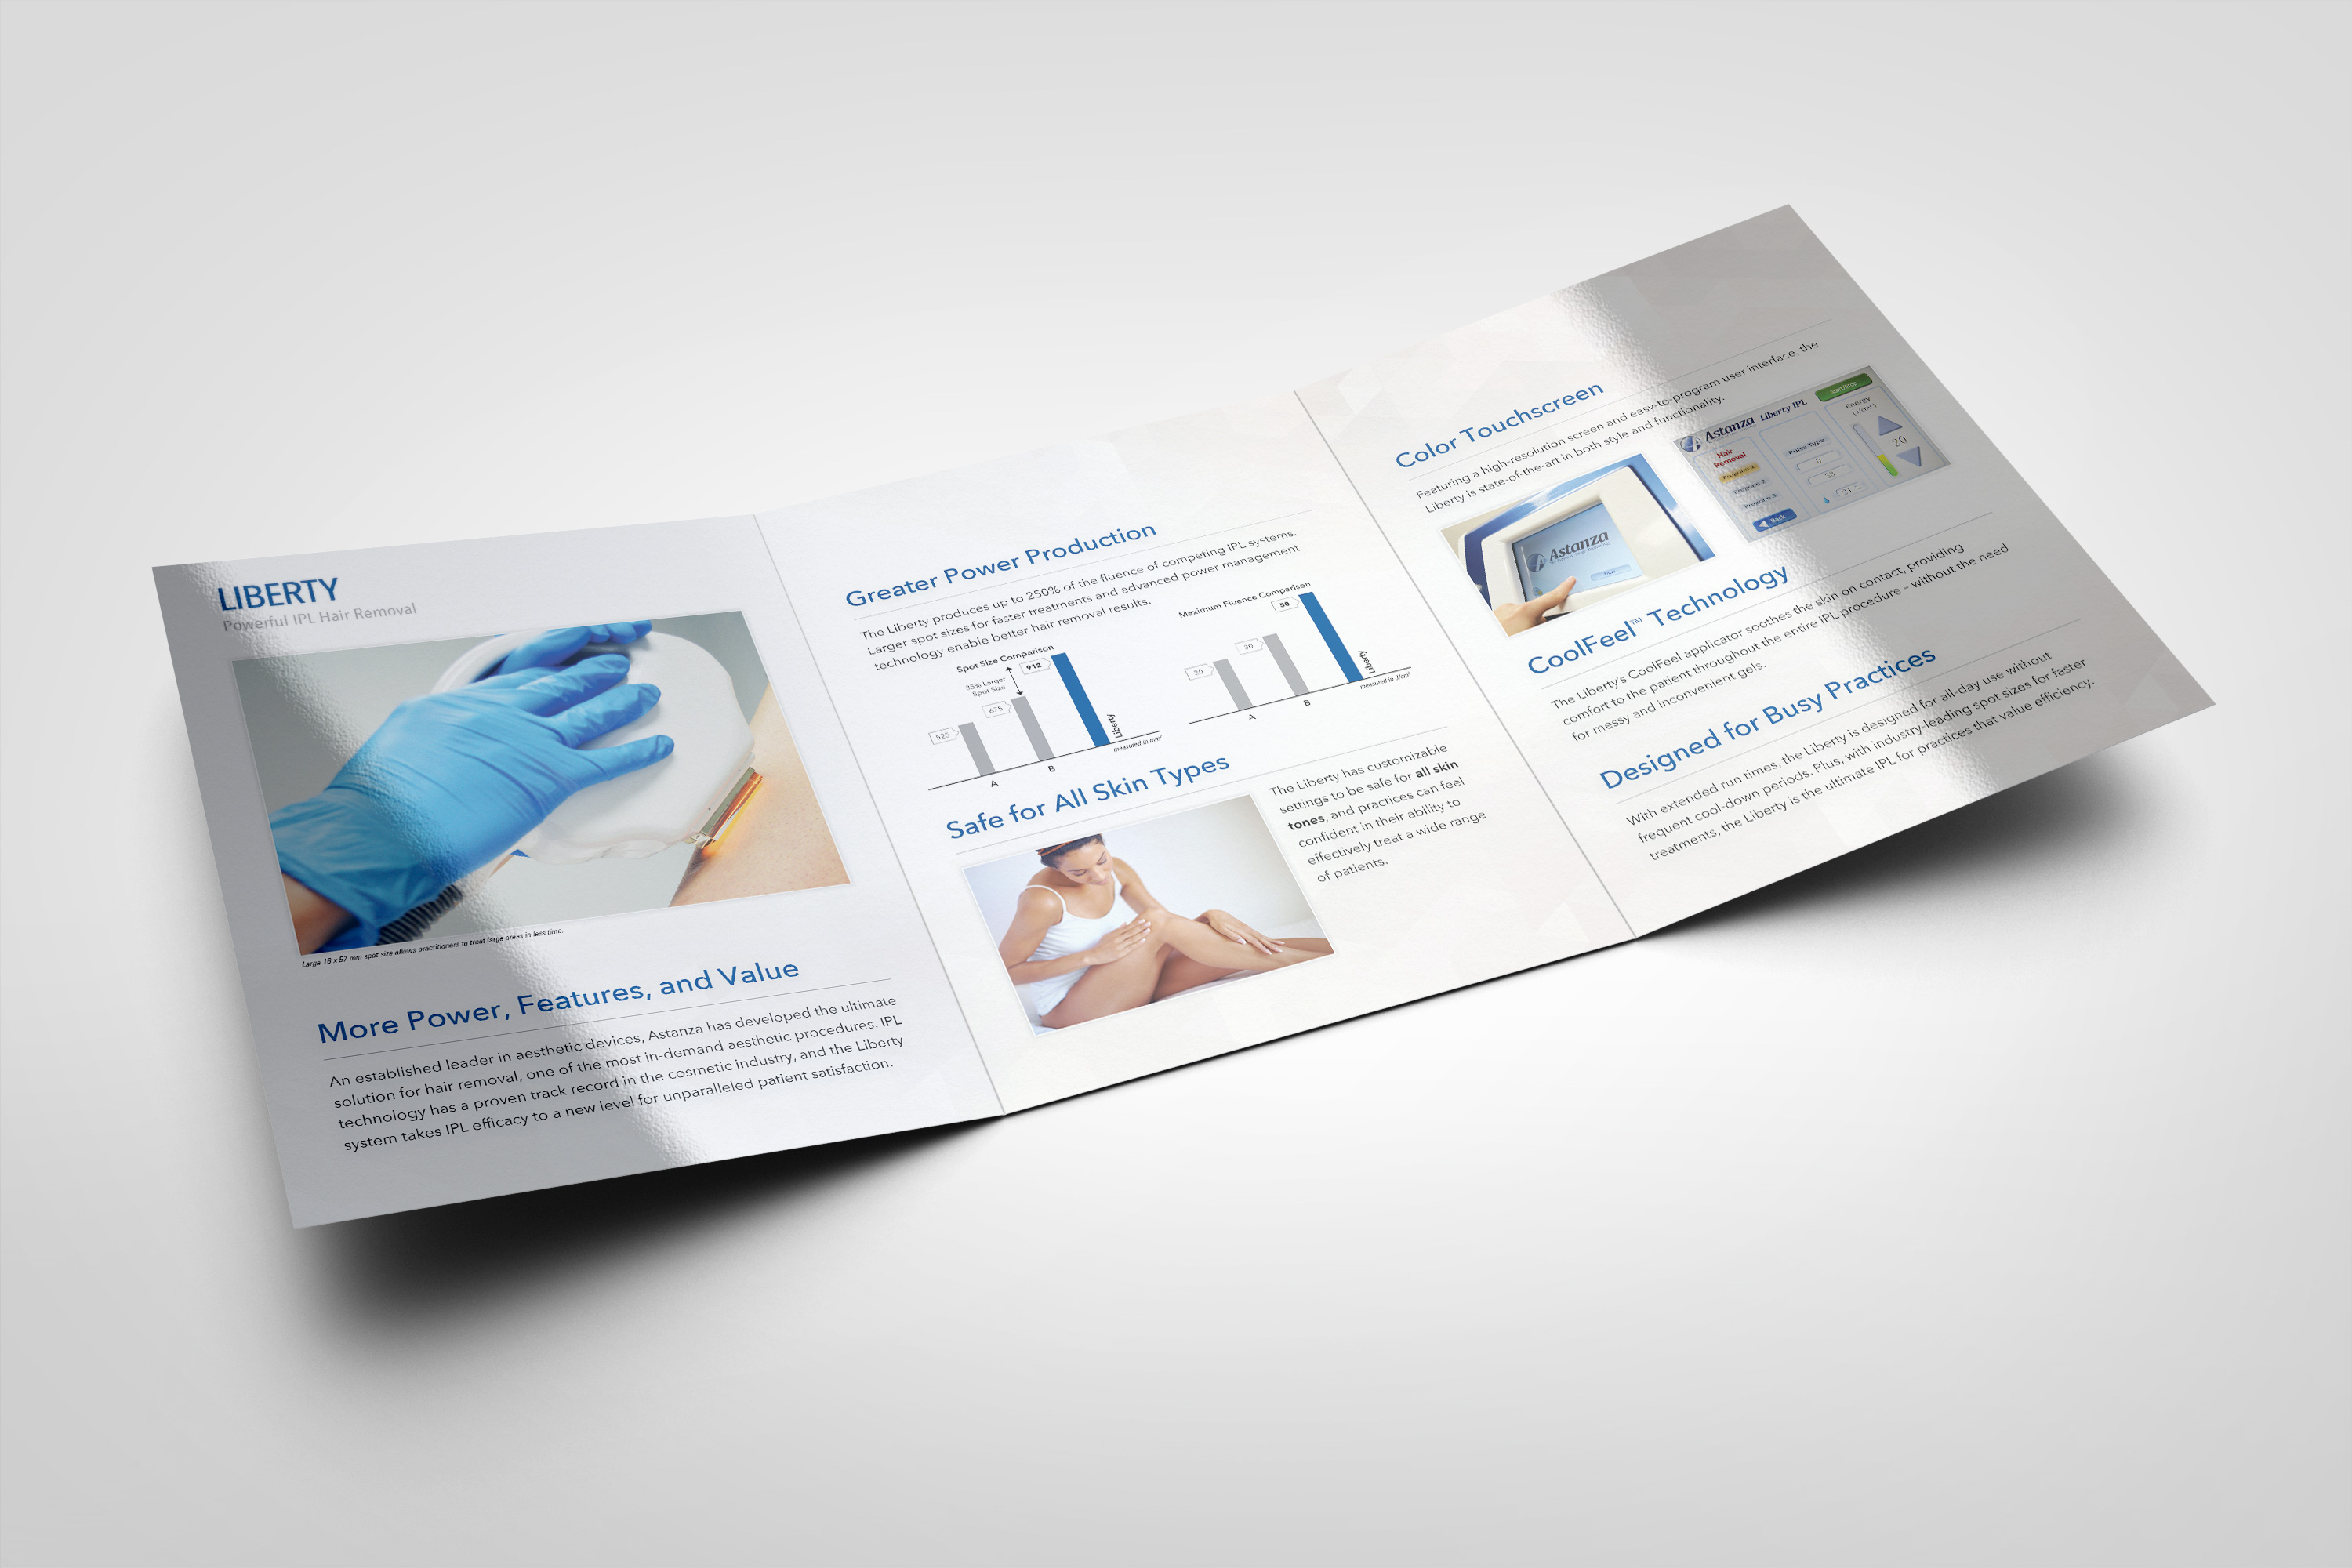 LIBERTY
Powerful IPL Hair Removal
Large 16 x 57 mm spot size allows practitioners to treat large areas in less time.
More Power, Features, and Value
An established leader in aesthetic devices, Astanza has developed the ultimate
solution for hair removal, one of the most in-demand aesthetic procedures. IPL
technology has a proven track record in the cosmetic industry, and the Liberty
system takes IPL efficacy to a new level for unparalleled patient satisfaction.
Greater Power Production
The Liberty produces up to 250% of the fluence of competing IPL systems.
Larger spot sizes for faster treatments and advanced power management
technology enable better hair removal results.
Spot Size Comparison
35% Larger
Spot Size
525
675
912
A
B
Liberty
measured in mm²
Maximum Fluence Comparison
20
30
50
A
B
Liberty
measured in J/cm²
Safe for All Skin Types
The Liberty has customizable
settings to be safe for all skin
tones, and practices can feel
confident in their ability to
effectively treat a wide range
of patients.
Color Touchscreen
Featuring a high-resolution screen and easy-to-program user interface, the
Liberty is state-of-the-art in both style and functionality.
Astanza
Astanza Liberty IPL
Start/Stop
Hair
Removal
Program 1
Program 2
Program 3
Back
Pulse Type
Energy
(J/cm²)
20
CoolFeel™ Technology
The Liberty's CoolFeel applicator soothes the skin on contact, providing
comfort to the patient throughout the entire IPL procedure – without the need
for messy and inconvenient gels.
Designed for Busy Practices
With extended run times, the Liberty is designed for all-day use without
frequent cool-down periods. Plus, with industry-leading spot sizes for faster
treatments, the Liberty is the ultimate IPL for practices that value efficiency.